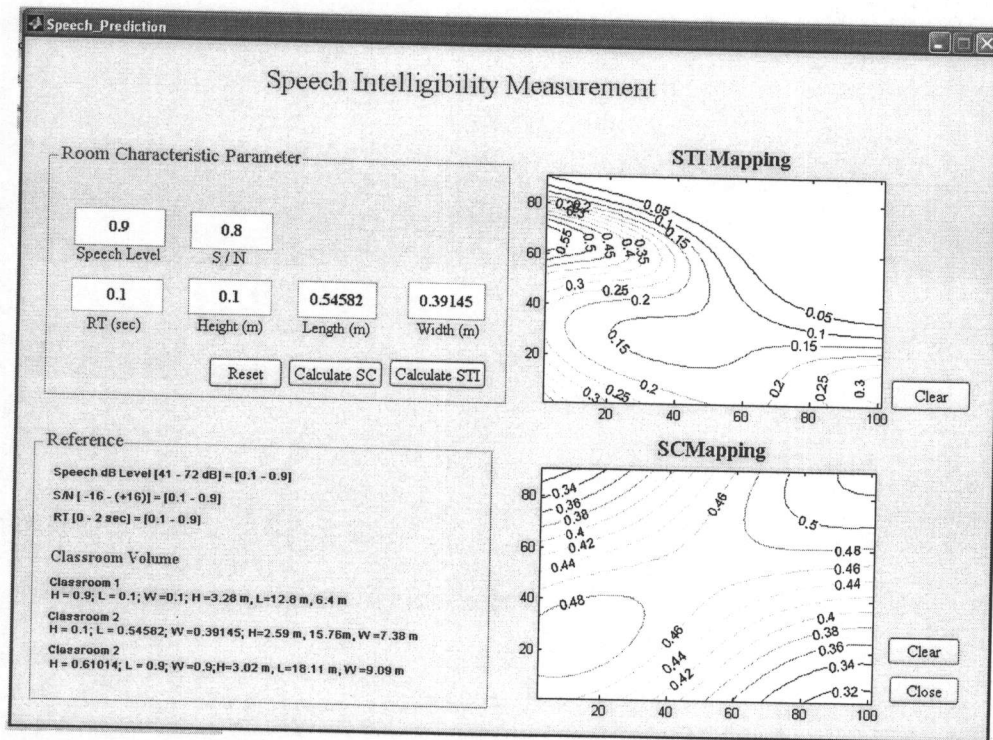 Speech_Prediction
Speech Intelligibility Measurement
Room Characteristic Parameter
0.9
0.8
Speech Level
S / N
0.1
0.1
0.54582
0.39145
RT (sec)
Height (m)
Length (m)
Width (m)
Reset
Calculate SC
Calculate STI
STI Mapping
80
60
40
20
20
40
60
80
100
0.05
0.1
0.15
0.2
0.3
0.55
0.5
0.45
0.4
0.35
0.3
0.25
0.2
0.15
0.05
0.1
0.15
0.3
0.25
0.2
0.2
0.25
0.3
Clear
Reference
Speech dB Level [41 - 72 dB] = [0.1 - 0.9]
S/N [ -16 - (+16)] = [0.1 - 0.9]
RT [0 - 2 sec] = [0.1 - 0.9]
Classroom Volume
Classroom 1
H = 0.9; L = 0.1; W =0.1; H =3.28 m, L=12.8 m, 6.4 m
Classroom 2
H = 0.1; L = 0.54582; W =0.39145; H=2.59 m, 15.76m, W =7.38 m
Classroom 2
H = 0.61014; L = 0.9; W =0.9;H=3.02 m, L=18.11 m, W =9.09 m
SCMapping
80
60
40
20
20
40
60
80
100
0.34
0.36
0.38
0.4
0.42
0.44
0.48
0.46
0.5
0.48
0.46
0.44
0.46
0.44
0.42
0.4
0.38
0.36
0.34
0.32
Clear
Close